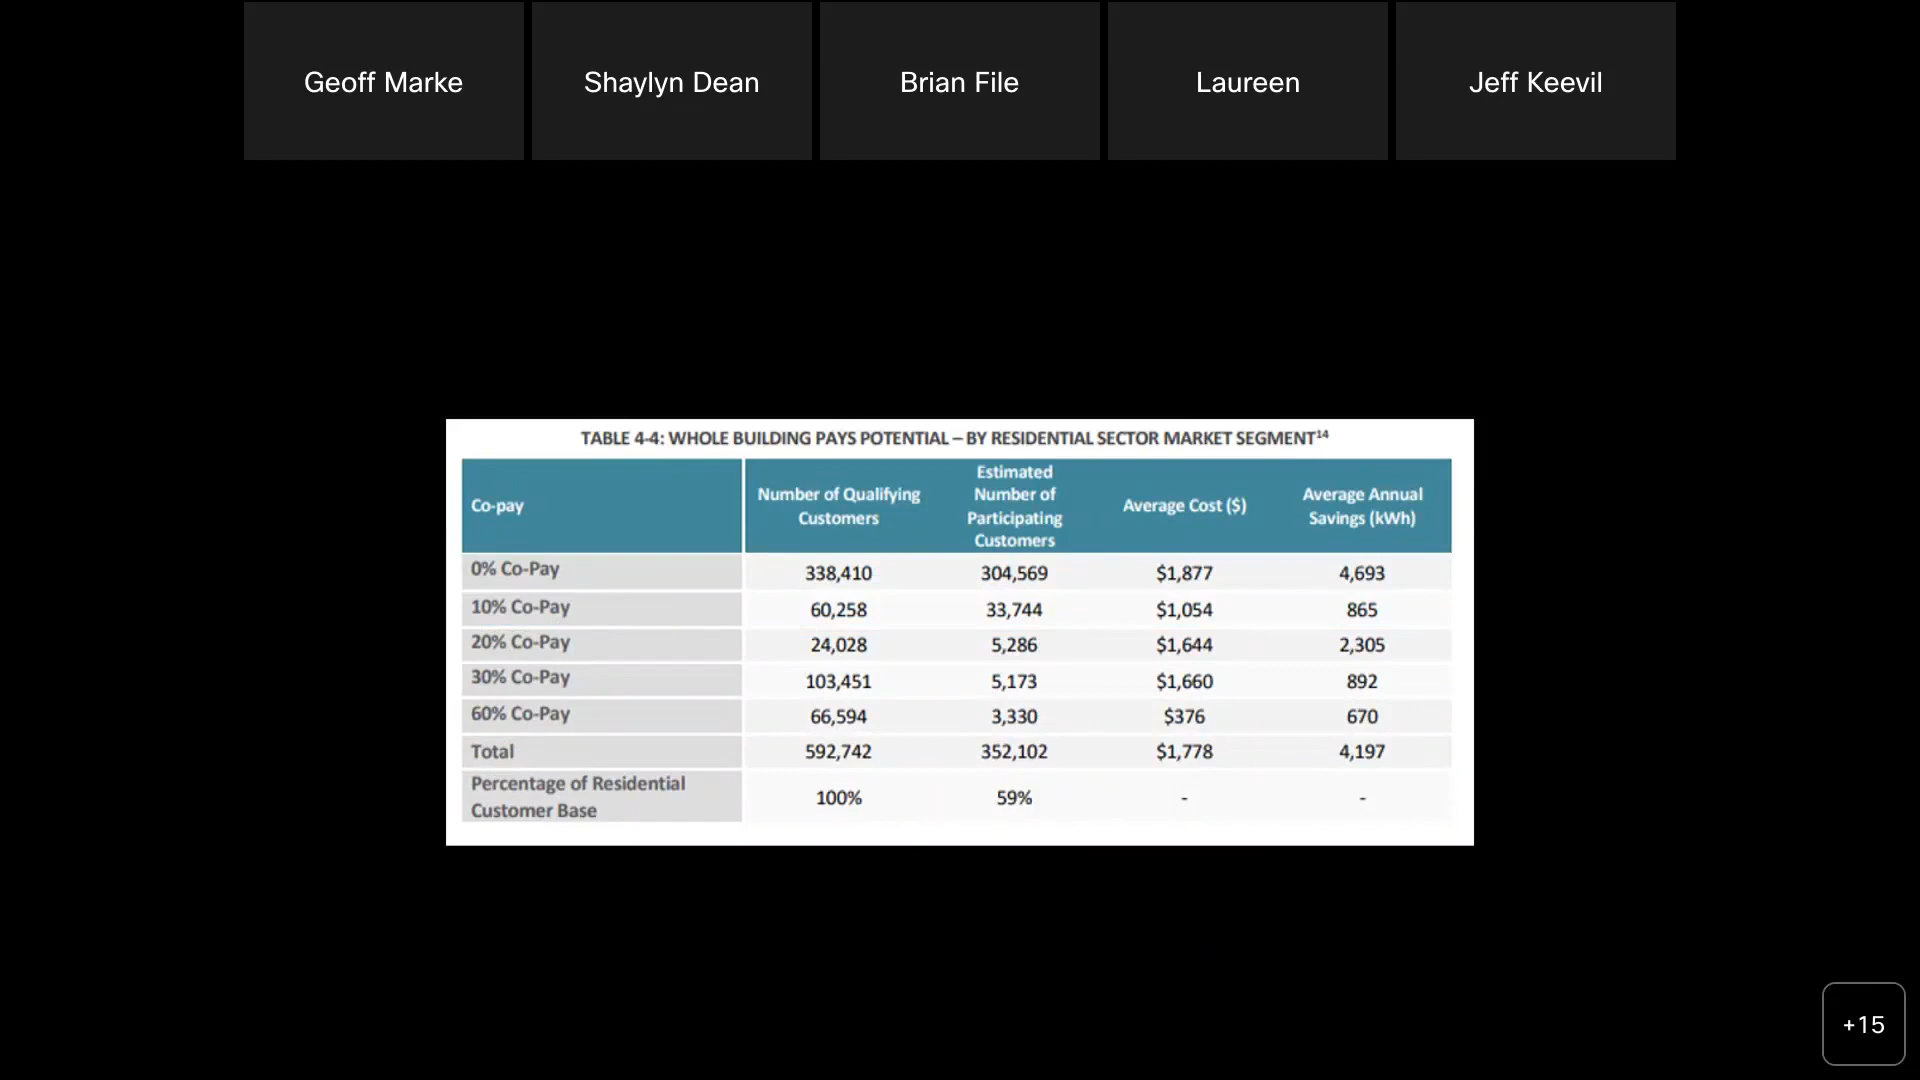 Geoff Marke
Shaylyn Dean
Brian File
Laureen
Jeff Keevil
TABLE 4-4: WHOLE BUILDING PAYS POTENTIAL – BY RESIDENTIAL SECTOR MARKET SEGMENT¹⁴
Co-pay
Number of Qualifying
Customers
Estimated
Number of
Participating
Customers
Average Cost ($)
Average Annual
Savings (kWh)
0% Co-Pay 338,410 304,569 $1,877 4,693
10% Co-Pay 60,258 33,744 $1,054 865
20% Co-Pay 24,028 5,286 $1,644 2,305
30% Co-Pay 103,451 5,173 $1,660 892
60% Co-Pay 66,594 3,330 $376 670
Total 592,742 352,102 $1,778 4,197
Percentage of Residential
Customer Base 100% 59% - -
+15